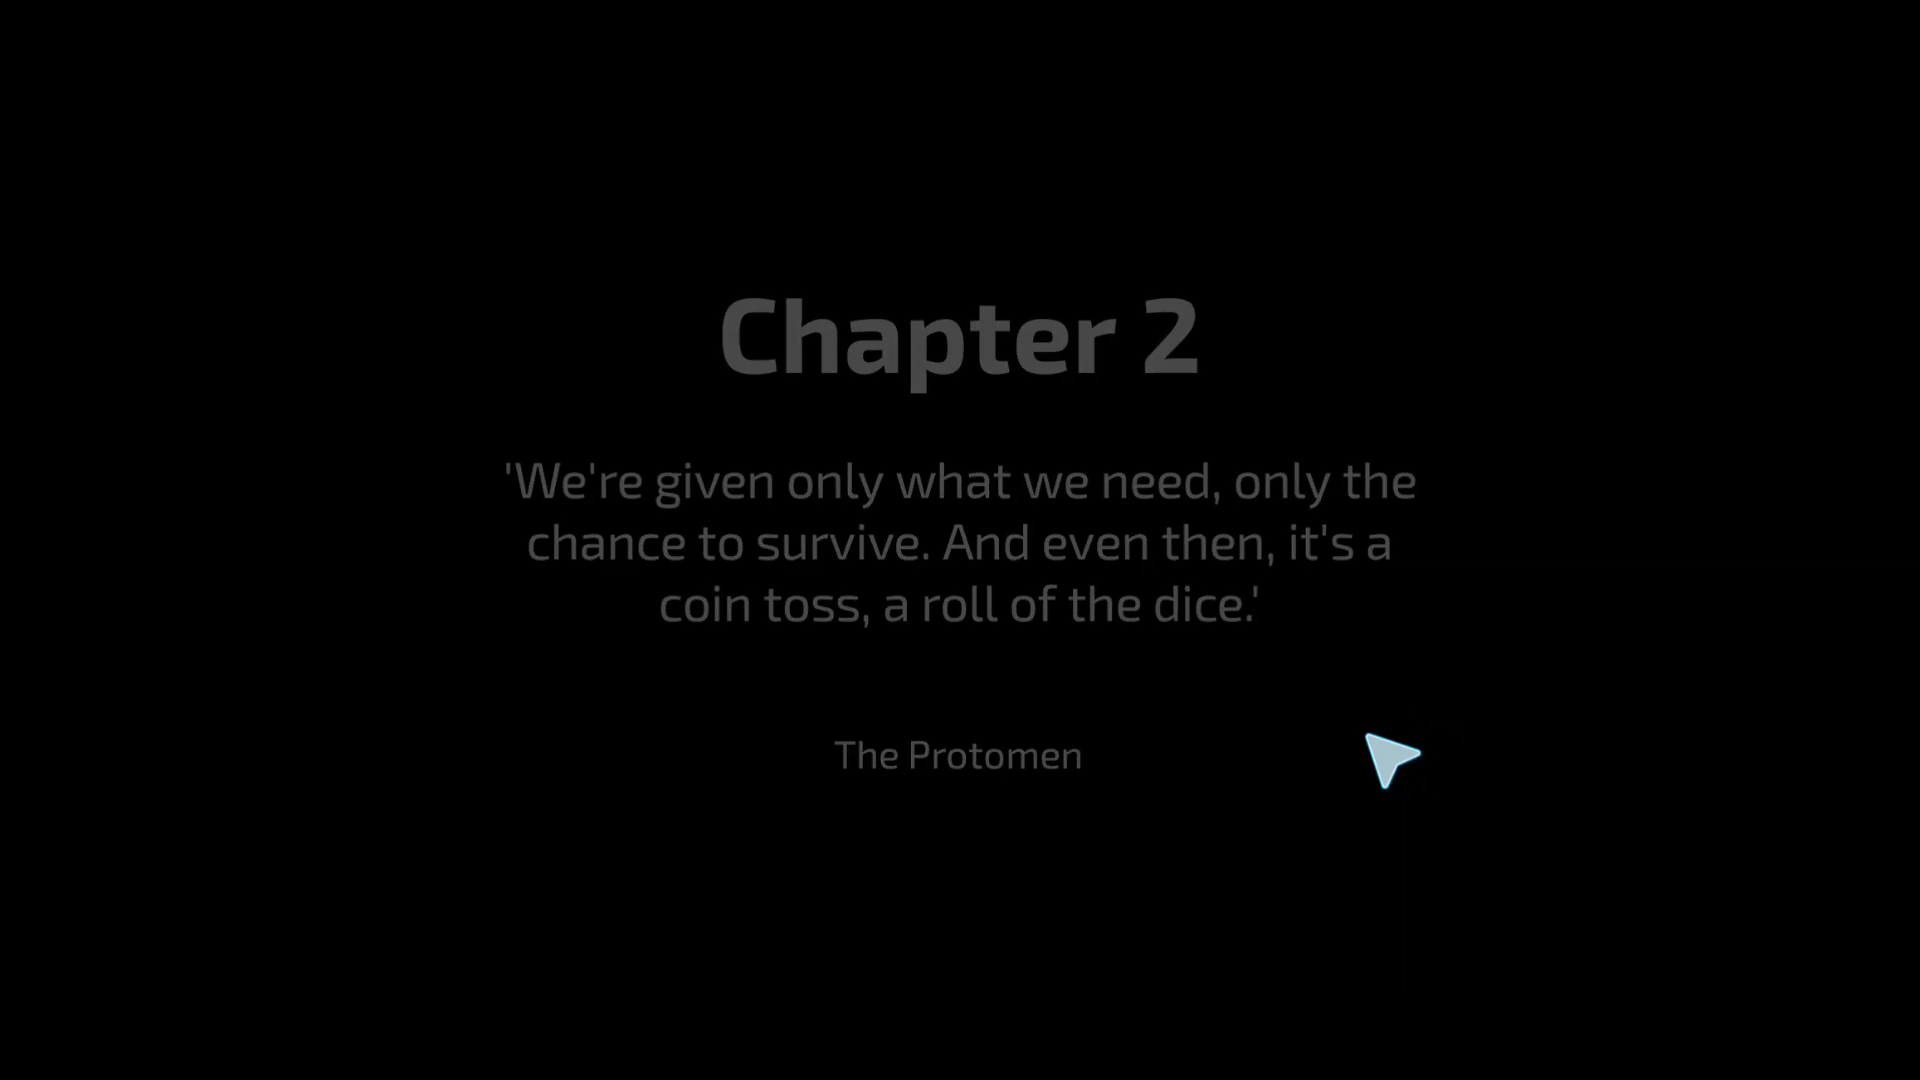 Chapter 2
'We're given only what we need, only the
chance to survive. And even then, it's a
coin toss, a roll of the dice.'
The Protomen